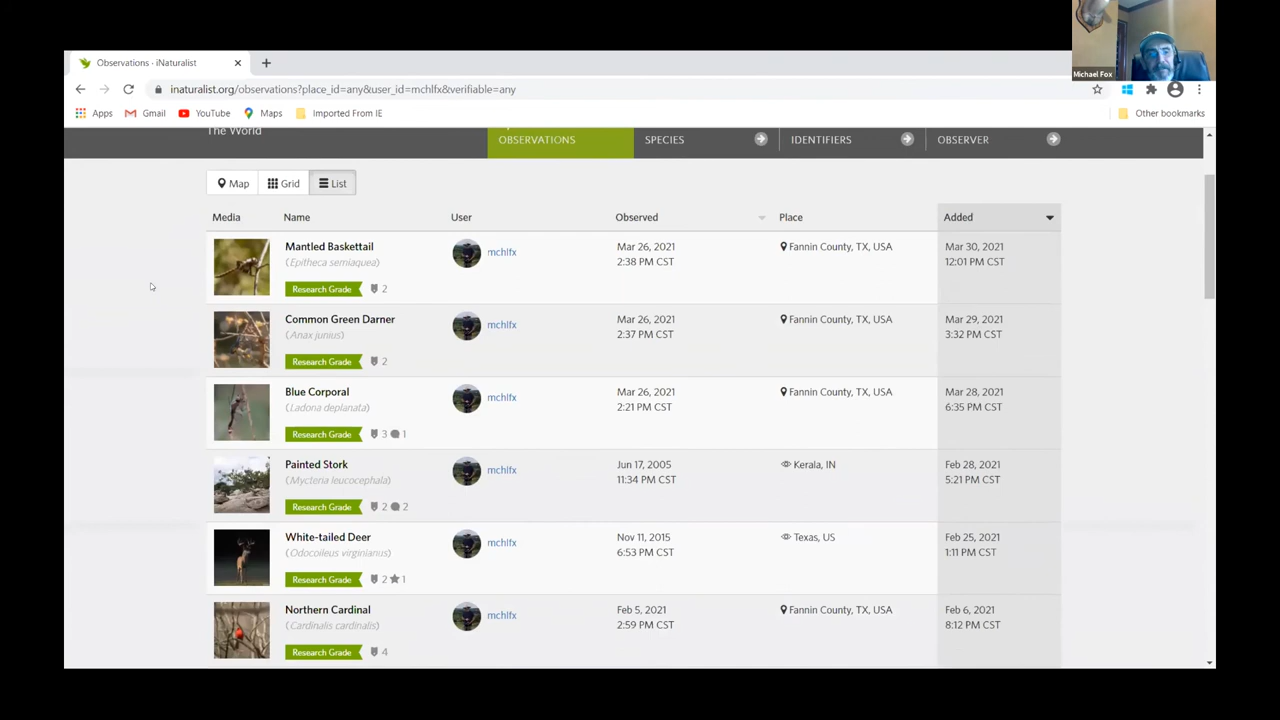 Michael Fox
Observations · iNaturalist
inaturalist.org/observations?place_id=any&user_id=mchlfx&verifiable=any
Apps Gmail YouTube Maps Imported From IE Other bookmarks
The World OBSERVATIONS SPECIES IDENTIFIERS OBSERVER
Map Grid List
Media Name User Observed Place Added
Mantled Baskettail mchlfx Mar 26, 2021 Fannin County, TX, USA Mar 30, 2021
(Epitheca semiaquea) 2:38 PM CST 12:01 PM CST
Research Grade 2
Common Green Darner mchlfx Mar 26, 2021 Fannin County, TX, USA Mar 29, 2021
(Anax junius) 2:37 PM CST 3:32 PM CST
Research Grade 2
Blue Corporal mchlfx Mar 26, 2021 Fannin County, TX, USA Mar 28, 2021
(Ladona deplanata) 2:21 PM CST 6:35 PM CST
Research Grade 3 1
Painted Stork mchlfx Jun 17, 2005 Kerala, IN Feb 28, 2021
(Mycteria leucocephala) 11:34 PM CST 5:21 PM CST
Research Grade 2 2
White-tailed Deer mchlfx Nov 11, 2015 Texas, US Feb 25, 2021
(Odocoileus virginianus) 6:53 PM CST 1:11 PM CST
Research Grade 2 1
Northern Cardinal mchlfx Feb 5, 2021 Fannin County, TX, USA Feb 6, 2021
(Cardinalis cardinalis) 2:59 PM CST 8:12 PM CST
Research Grade 4